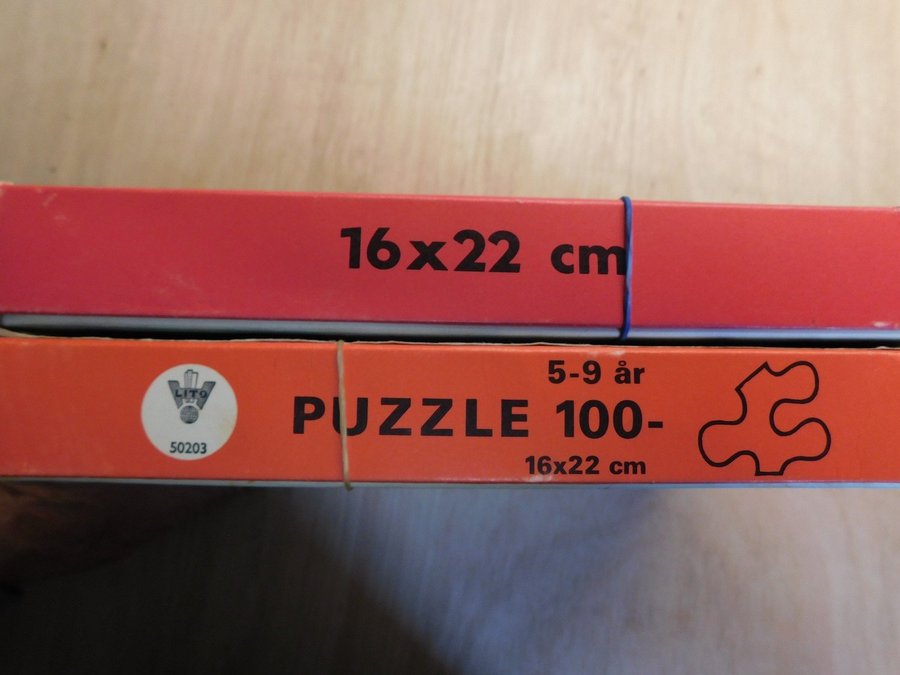 16x22 cm
LITO
50203
5-9 år
PUZZLE 100-
16x22 cm